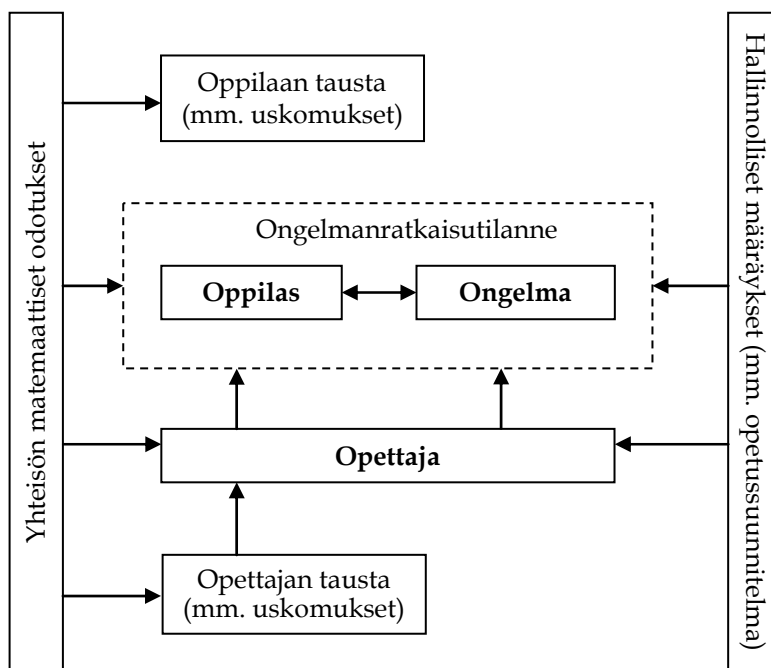 Yhteisön matemaattiset odotukset
Oppilaan tausta
(mm. uskomukset)
Ongelmanratkaisutilanne
Oppilas
Ongelma
Opettaja
Opettajan tausta
(mm. uskomukset)
Hallinnolliset määräykset (mm. opetussuunnitelma)